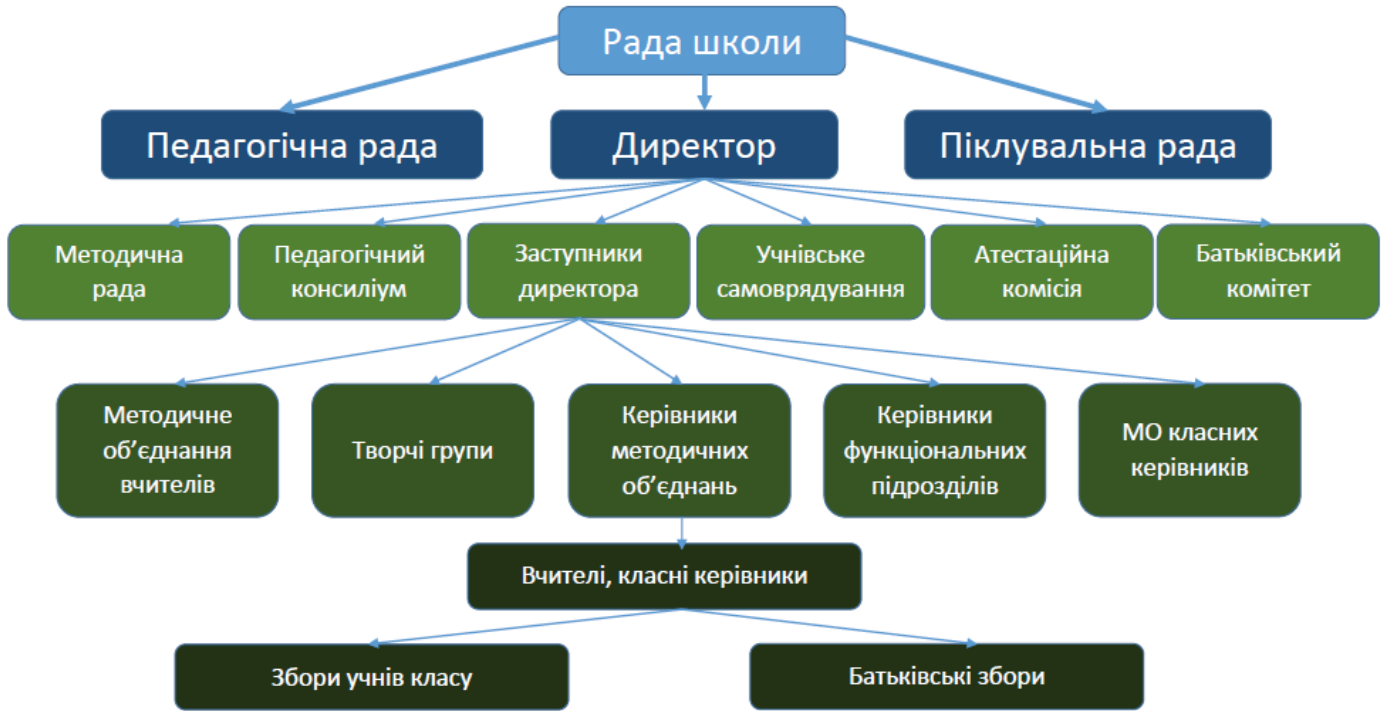 Рада школи
Педагогічна рада
Директор
Піклувальна рада
Методична
рада
Педагогічний
консиліум
Заступники
директора
Учнівське
самоврядування
Атестаційна
комісія
Батьківський
комітет
Методичне
об’єднання
вчителів
Творчі групи
Керівники
методичних
об’єднань
Керівники
функціональних
підрозділів
МО класних
керівників
Вчителі, класні керівники
Збори учнів класу
Батьківські збори